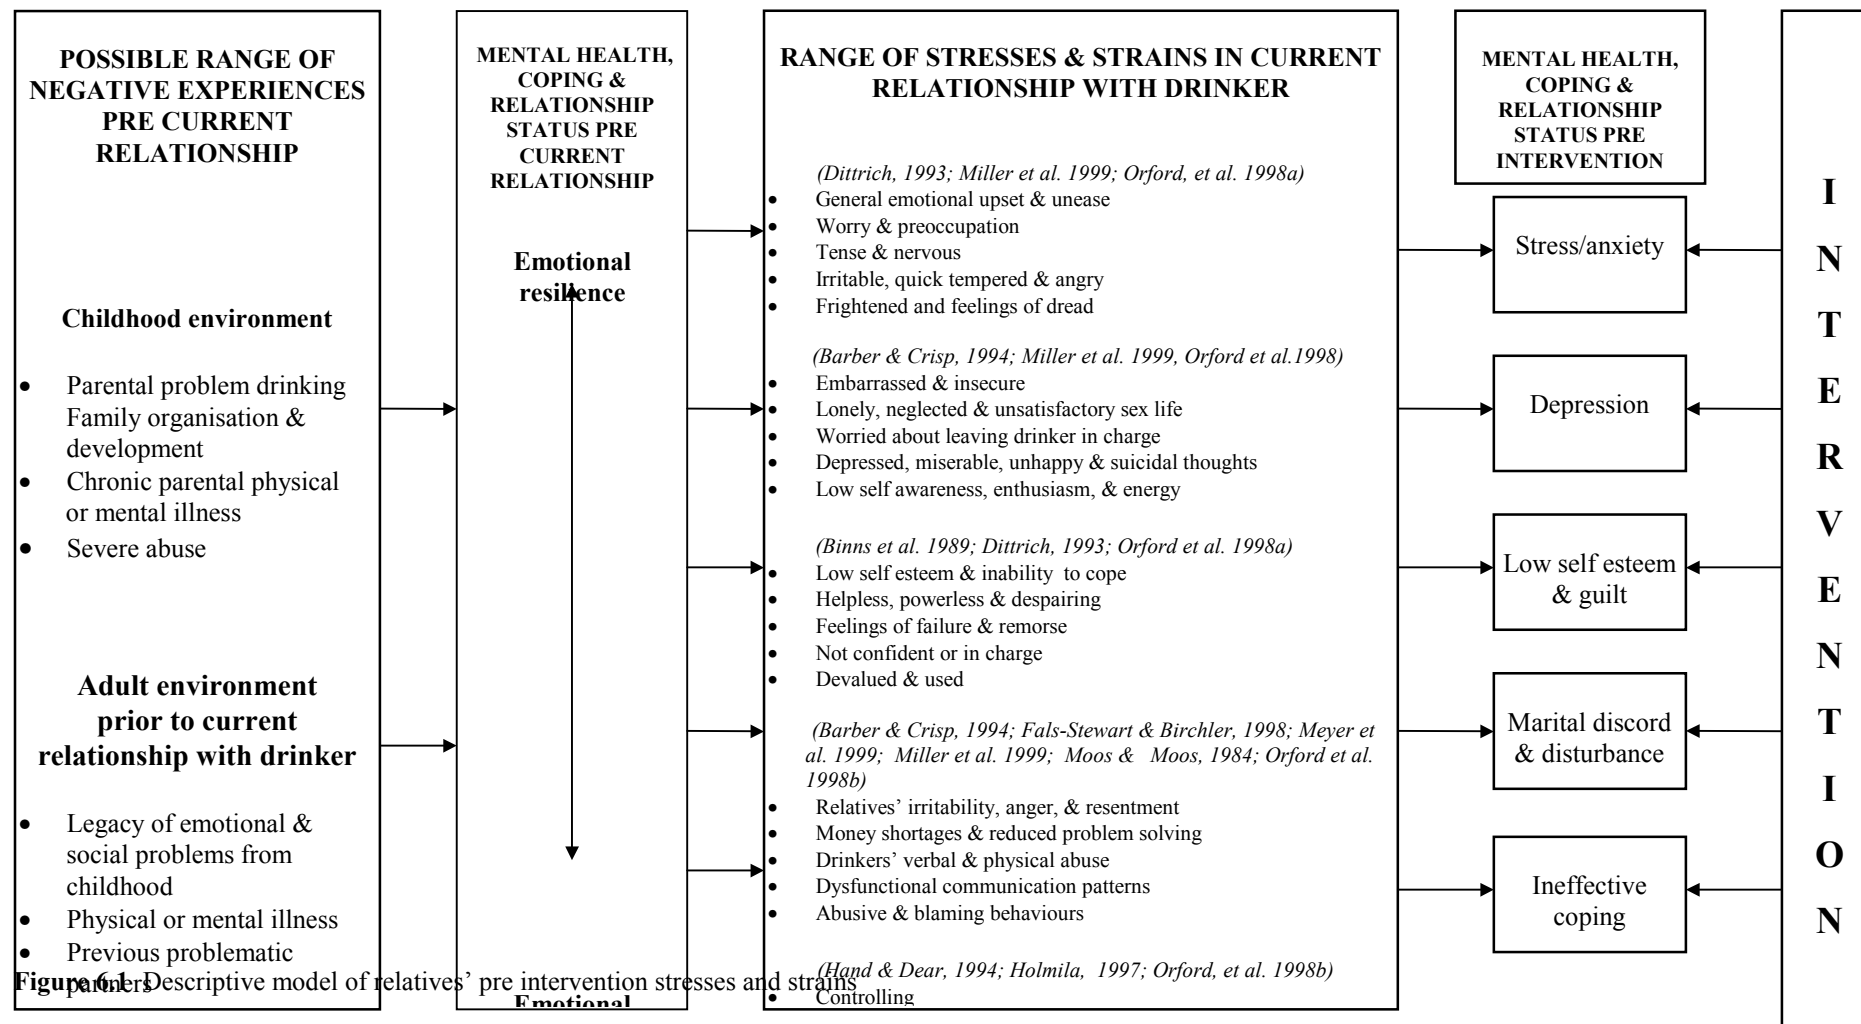 POSSIBLE RANGE OF
NEGATIVE EXPERIENCES
PRE CURRENT
RELATIONSHIP
Childhood environment
• Parental problem drinking
Family organisation &
development
• Chronic parental physical
or mental illness
• Severe abuse
Adult environment
prior to current
relationship with drinker
• Legacy of emotional &
social problems from
childhood
• Physical or mental illness
• Previous problematic
partners
MENTAL HEALTH,
COPING &
RELATIONSHIP
STATUS PRE
CURRENT
RELATIONSHIP
Emotional
resilience
Emotional
RANGE OF STRESSES & STRAINS IN CURRENT
RELATIONSHIP WITH DRINKER
(Dittrich, 1993; Miller et al. 1999; Orford, et al. 1998a)
• General emotional upset & unease
• Worry & preoccupation
• Tense & nervous
• Irritable, quick tempered & angry
• Frightened and feelings of dread
(Barber & Crisp, 1994; Miller et al. 1999, Orford et al.1998)
• Embarrassed & insecure
• Lonely, neglected & unsatisfactory sex life
• Worried about leaving drinker in charge
• Depressed, miserable, unhappy & suicidal thoughts
• Low self awareness, enthusiasm, & energy
(Binns et al. 1989; Dittrich, 1993; Orford et al. 1998a)
• Low self esteem & inability to cope
• Helpless, powerless & despairing
• Feelings of failure & remorse
• Not confident or in charge
• Devalued & used
(Barber & Crisp, 1994; Fals-Stewart & Birchler, 1998; Meyer et
al. 1999; Miller et al. 1999; Moos & Moos, 1984; Orford et al.
1998b)
• Relatives’ irritability, anger, & resentment
• Money shortages & reduced problem solving
• Drinkers’ verbal & physical abuse
• Dysfunctional communication patterns
• Abusive & blaming behaviours
(Hand & Dear, 1994; Holmila, 1997; Orford, et al. 1998b)
• Controlling
MENTAL HEALTH,
COPING &
RELATIONSHIP
STATUS PRE
INTERVENTION
Stress/anxiety
Depression
Low self esteem
& guilt
Marital discord
& disturbance
Ineffective
coping
I
N
T
E
R
V
E
N
T
I
O
N
Figure 6.1 Descriptive model of relatives’ pre intervention stresses and strains